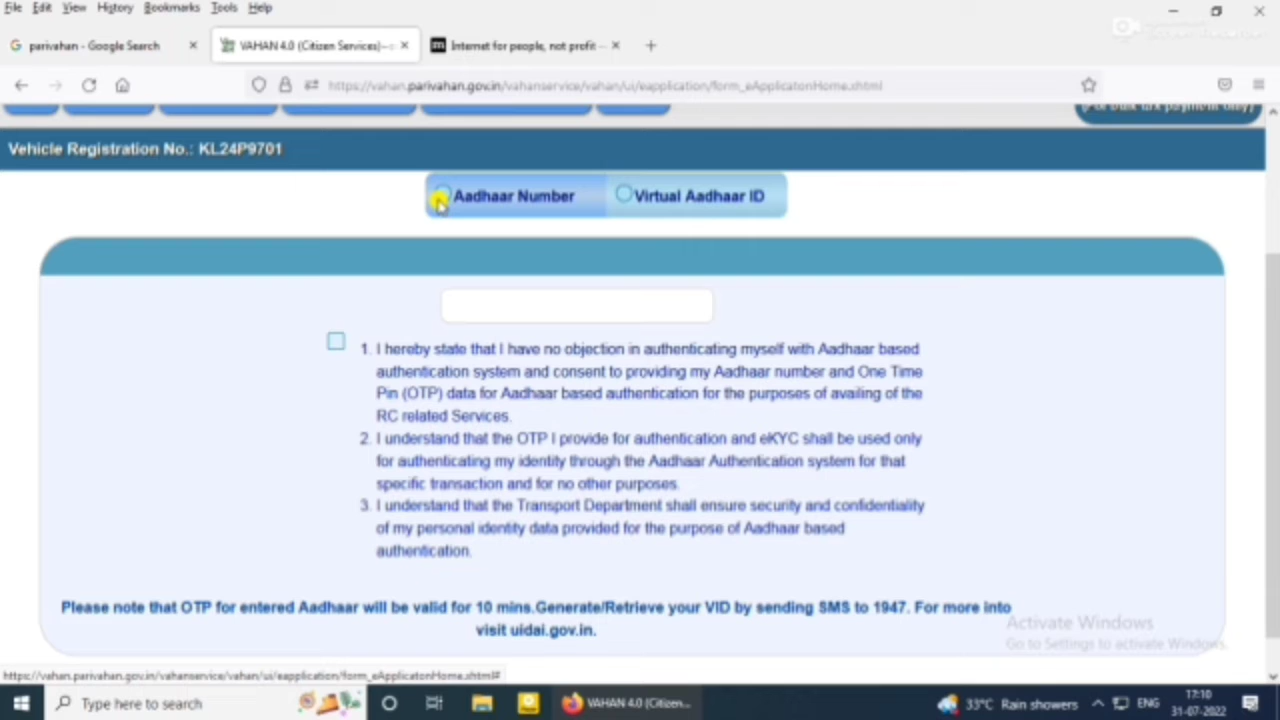 File Edit View History Bookmarks Tools Help
parivahan - Google Search
VAHAN 4.0 (Citizen Services)
Internet for people, not profit
https://vahan.parivahan.gov.in/vahanservice/vahan/ui/eapplication/form_eApplicatonHome.xhtml
Vehicle Registration No.: KL24P9701
Aadhaar Number Virtual Aadhaar ID
1. I hereby state that I have no objection in authenticating myself with Aadhaar based
authentication system and consent to providing my Aadhaar number and One Time
Pin (OTP) data for Aadhaar based authentication for the purposes of availing of the
RC related Services.
2. I understand that the OTP I provide for authentication and eKYC shall be used only
for authenticating my identity through the Aadhaar Authentication system for that
specific transaction and for no other purposes.
3. I understand that the Transport Department shall ensure security and confidentiality
of my personal identity data provided for the purpose of Aadhaar based
authentication.
Please note that OTP for entered Aadhaar will be valid for 10 mins.Generate/Retrieve your VID by sending SMS to 1947. For more into
visit uidai.gov.in.
Activate Windows
Go to Settings to activate Windows.
https://vahan.parivahan.gov.in/vahanservice/vahan/ui/eapplication/form_eApplicatonHome.xhtml#
Type here to search
VAHAN 4.0 (Citizen...
33°C Rain showers
ENG
17:10
31-07-2022